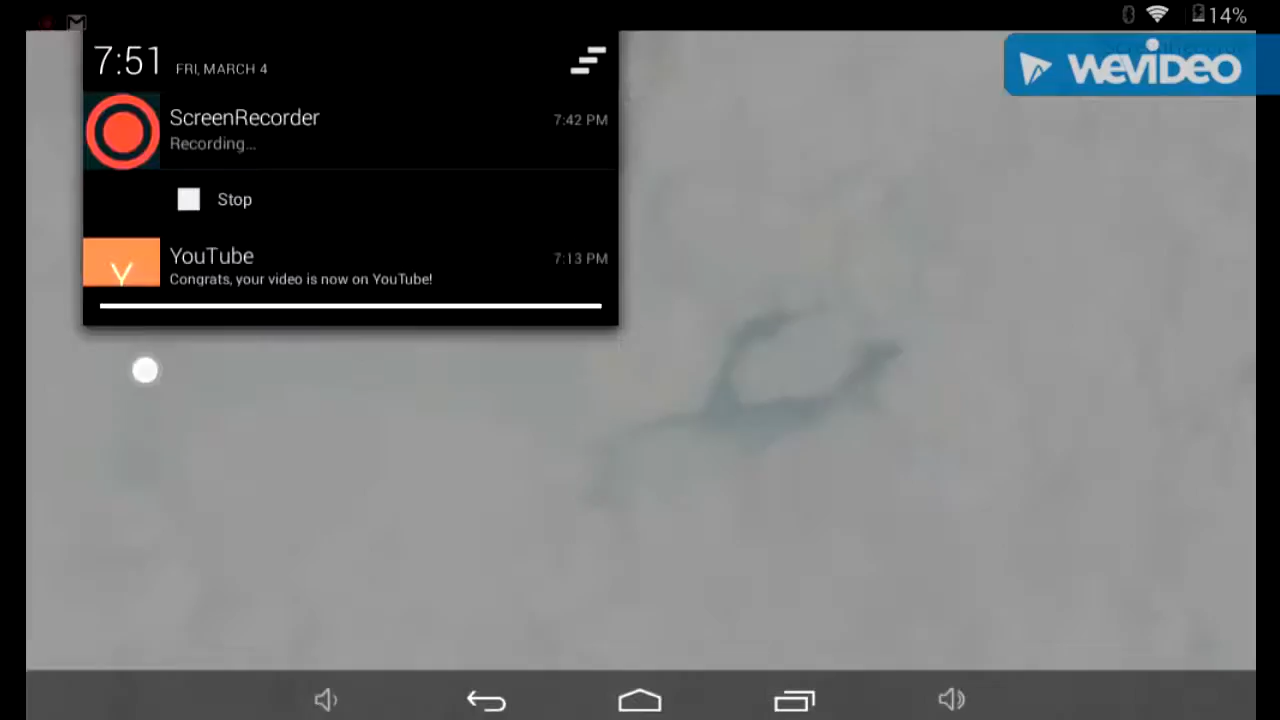 14%
WEVIDEO
7:51 FRI, MARCH 4
ScreenRecorder 7:42 PM
Recording...
Stop
Y
YouTube 7:13 PM
Congrats, your video is now on YouTube!